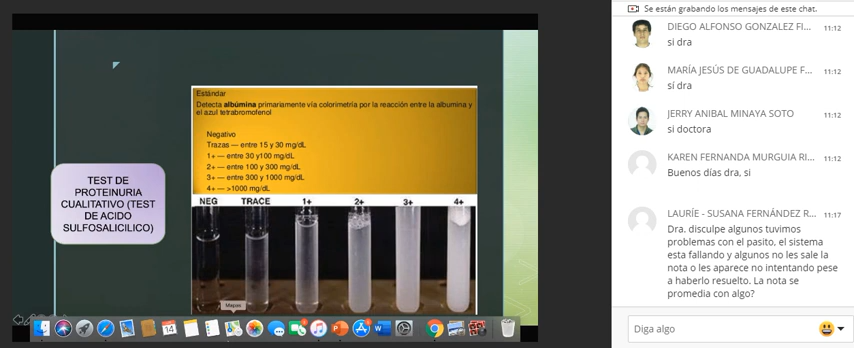 Se están grabando los mensajes de este chat.
DIEGO ALFONSO GONZALEZ FI... 11:12
si dra
MARÍA JESÚS DE GUADALUPE F... 11:12
sí dra
JERRY ANIBAL MINAYA SOTO 11:12
si doctora
KAREN FERNANDA MURGUIA RI... 11:12
Buenos días dra, si
LAURÍE - SUSANA FERNÁNDEZ R... 11:17
Dra. disculpe algunos tuvimos
problemas con el pasito, el sistema
esta fallando y algunos no les sale la
nota o les aparece no intentando pese
a haberlo resuelto. La nota se
promedia con algo?
Diga algo
Estándar
Detecta albúmina primariamente vía colorimetría por la reacción entre la albumina y
el azul tetrabromofenol
Negativo
Trazas — entre 15 y 30 mg/dL
1+ — entre 30 y100 mg/dL
2+ — entre 100 y 300 mg/dL
3+ — entre 300 y 1000 mg/dL
4+ — >1000 mg/dL
TEST DE
PROTEINURIA
CUALITATIVO (TEST
DE ACIDO
SULFOSALICILICO)
NEG TRACE 1+ 2+ 3+ 4+
Mapas
14